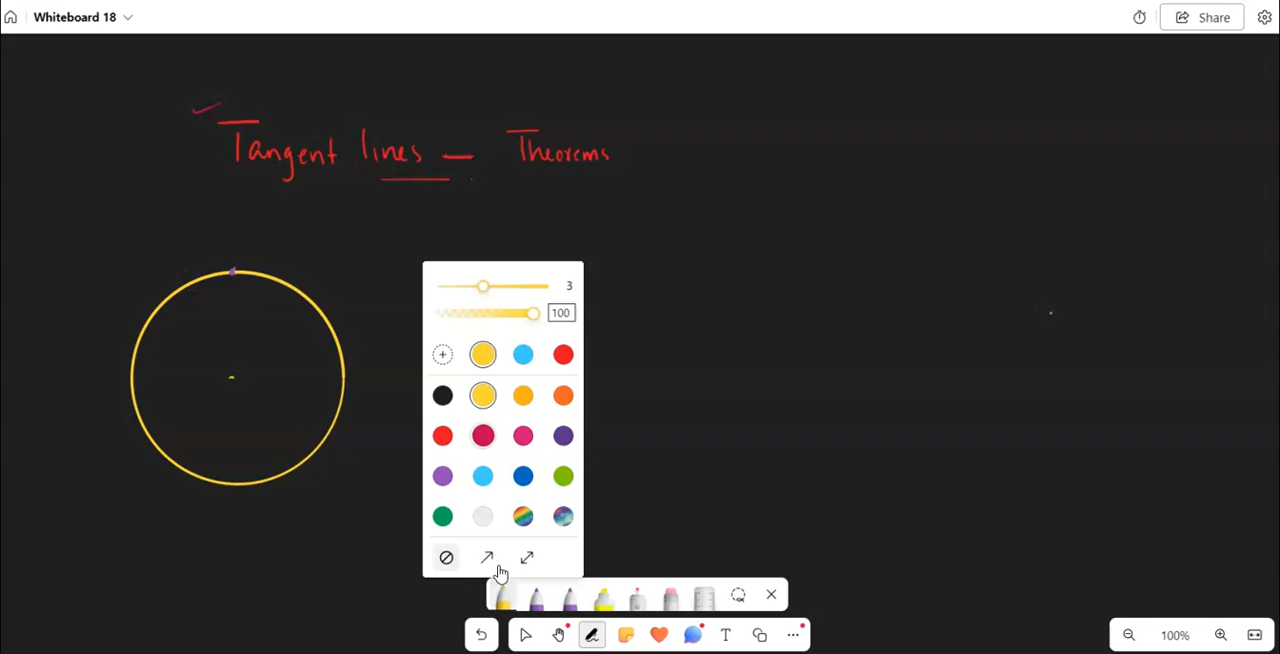 Whiteboard 18
Share
Tangent lines — Theorems
3
100
100%